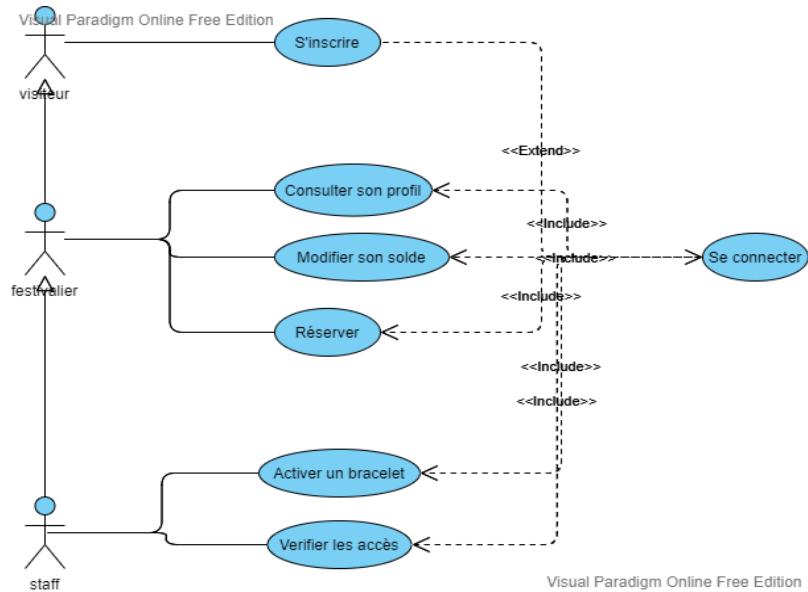 Visual Paradigm Online Free Edition
S'inscrire
visiteur
<<Extend>>
Consulter son profil
<<Include>>
Modifier son solde
<<Include>>
Se connecter
festivalier
<<Include>>
Réserver
<<Include>>
<<Include>>
Activer un bracelet
Verifier les accès
staff
Visual Paradigm Online Free Edition